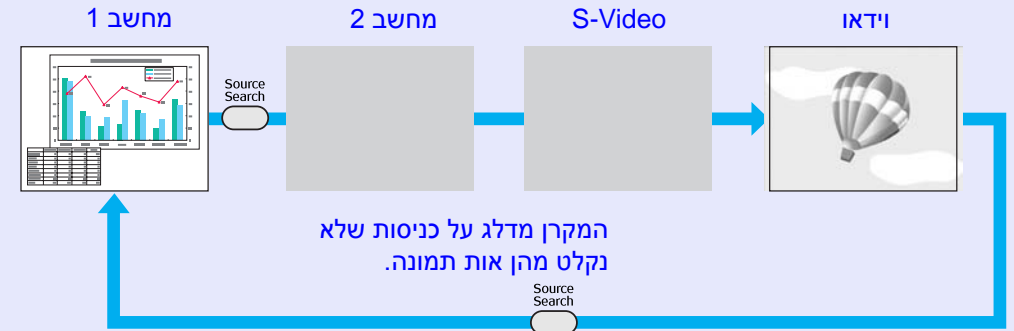 מחשב 1
מחשב 2
S-Video
וידאו
Source
Search
המקרן מדלג על כניסות שלא
נקלט מהן אות תמונה.
Source
Search